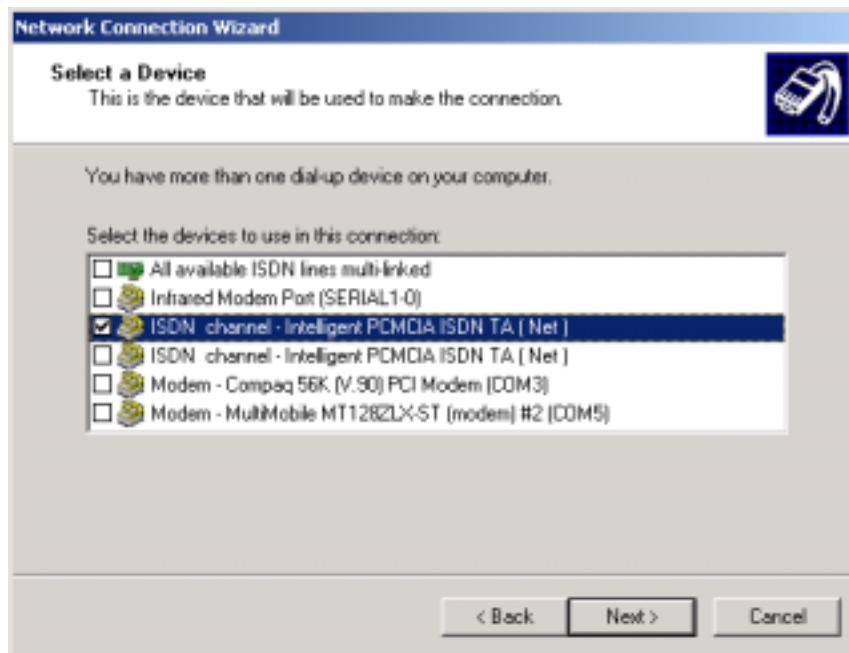 Network Connection Wizard
Select a Device
This is the device that will be used to make the connection.
You have more than one dial-up device on your computer.
Select the devices to use in this connection:
All available ISDN lines multi-linked
Infrared Modem Port (SERIAL1-0)
ISDN channel - Intelligent PCMCIA ISDN TA ( Net )
ISDN channel - Intelligent PCMCIA ISDN TA ( Net )
Modem - Compaq 56K (V.90) PCI Modem (COM3)
Modem - MultiMobile MT128ZLX-ST (modem) #2 (COM5)
< Back Next > Cancel